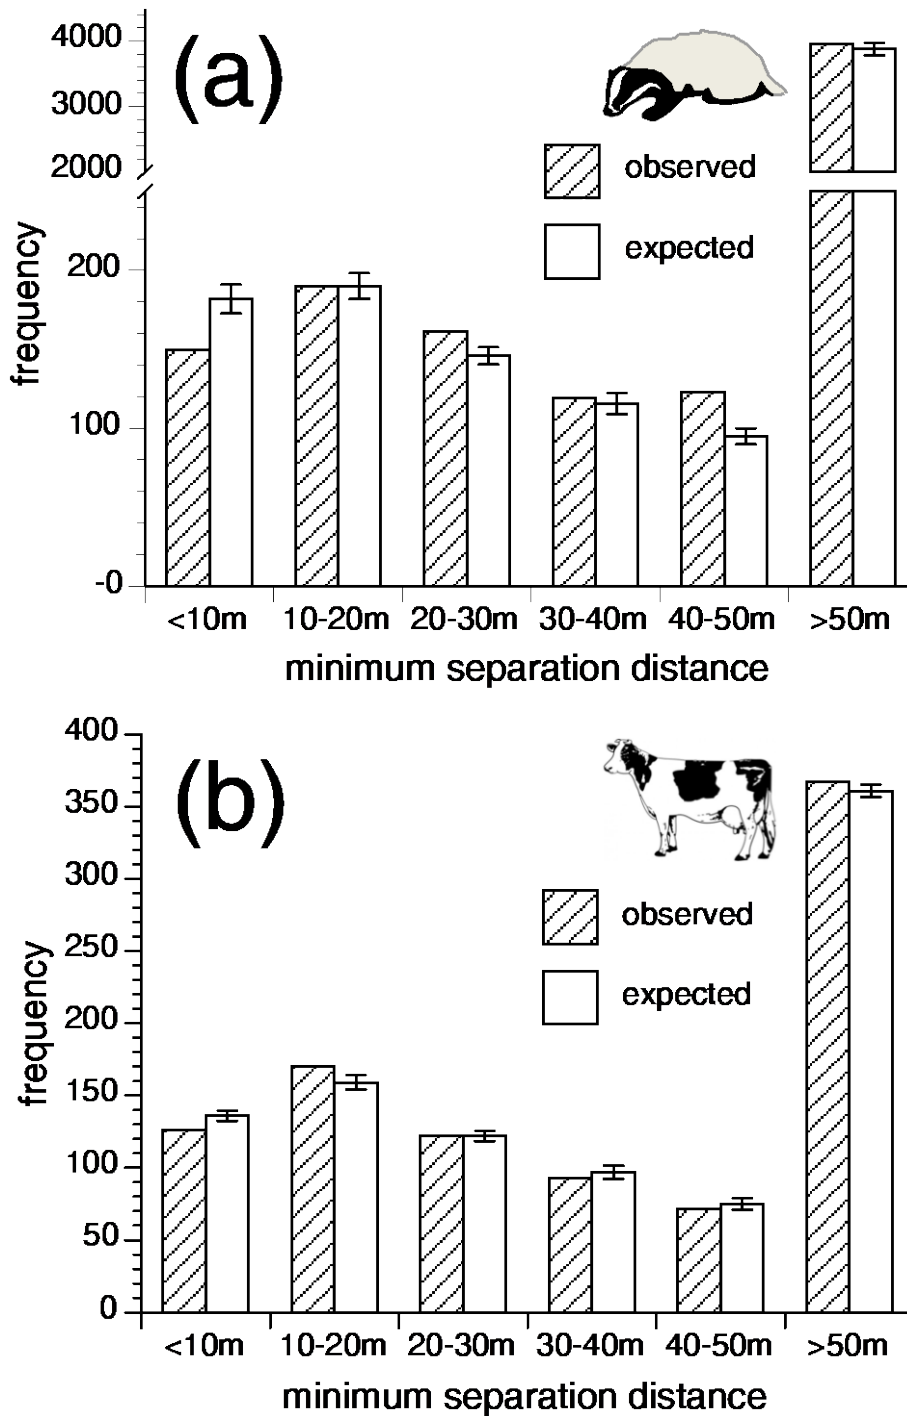 (a)
4000
3000
2000
200
100
-0
frequency
observed
expected
<10m 10-20m 20-30m 30-40m 40-50m >50m
minimum separation distance
(b)
400
350
300
250
200
150
100
50
0
frequency
observed
expected
<10m 10-20m 20-30m 30-40m 40-50m >50m
minimum separation distance